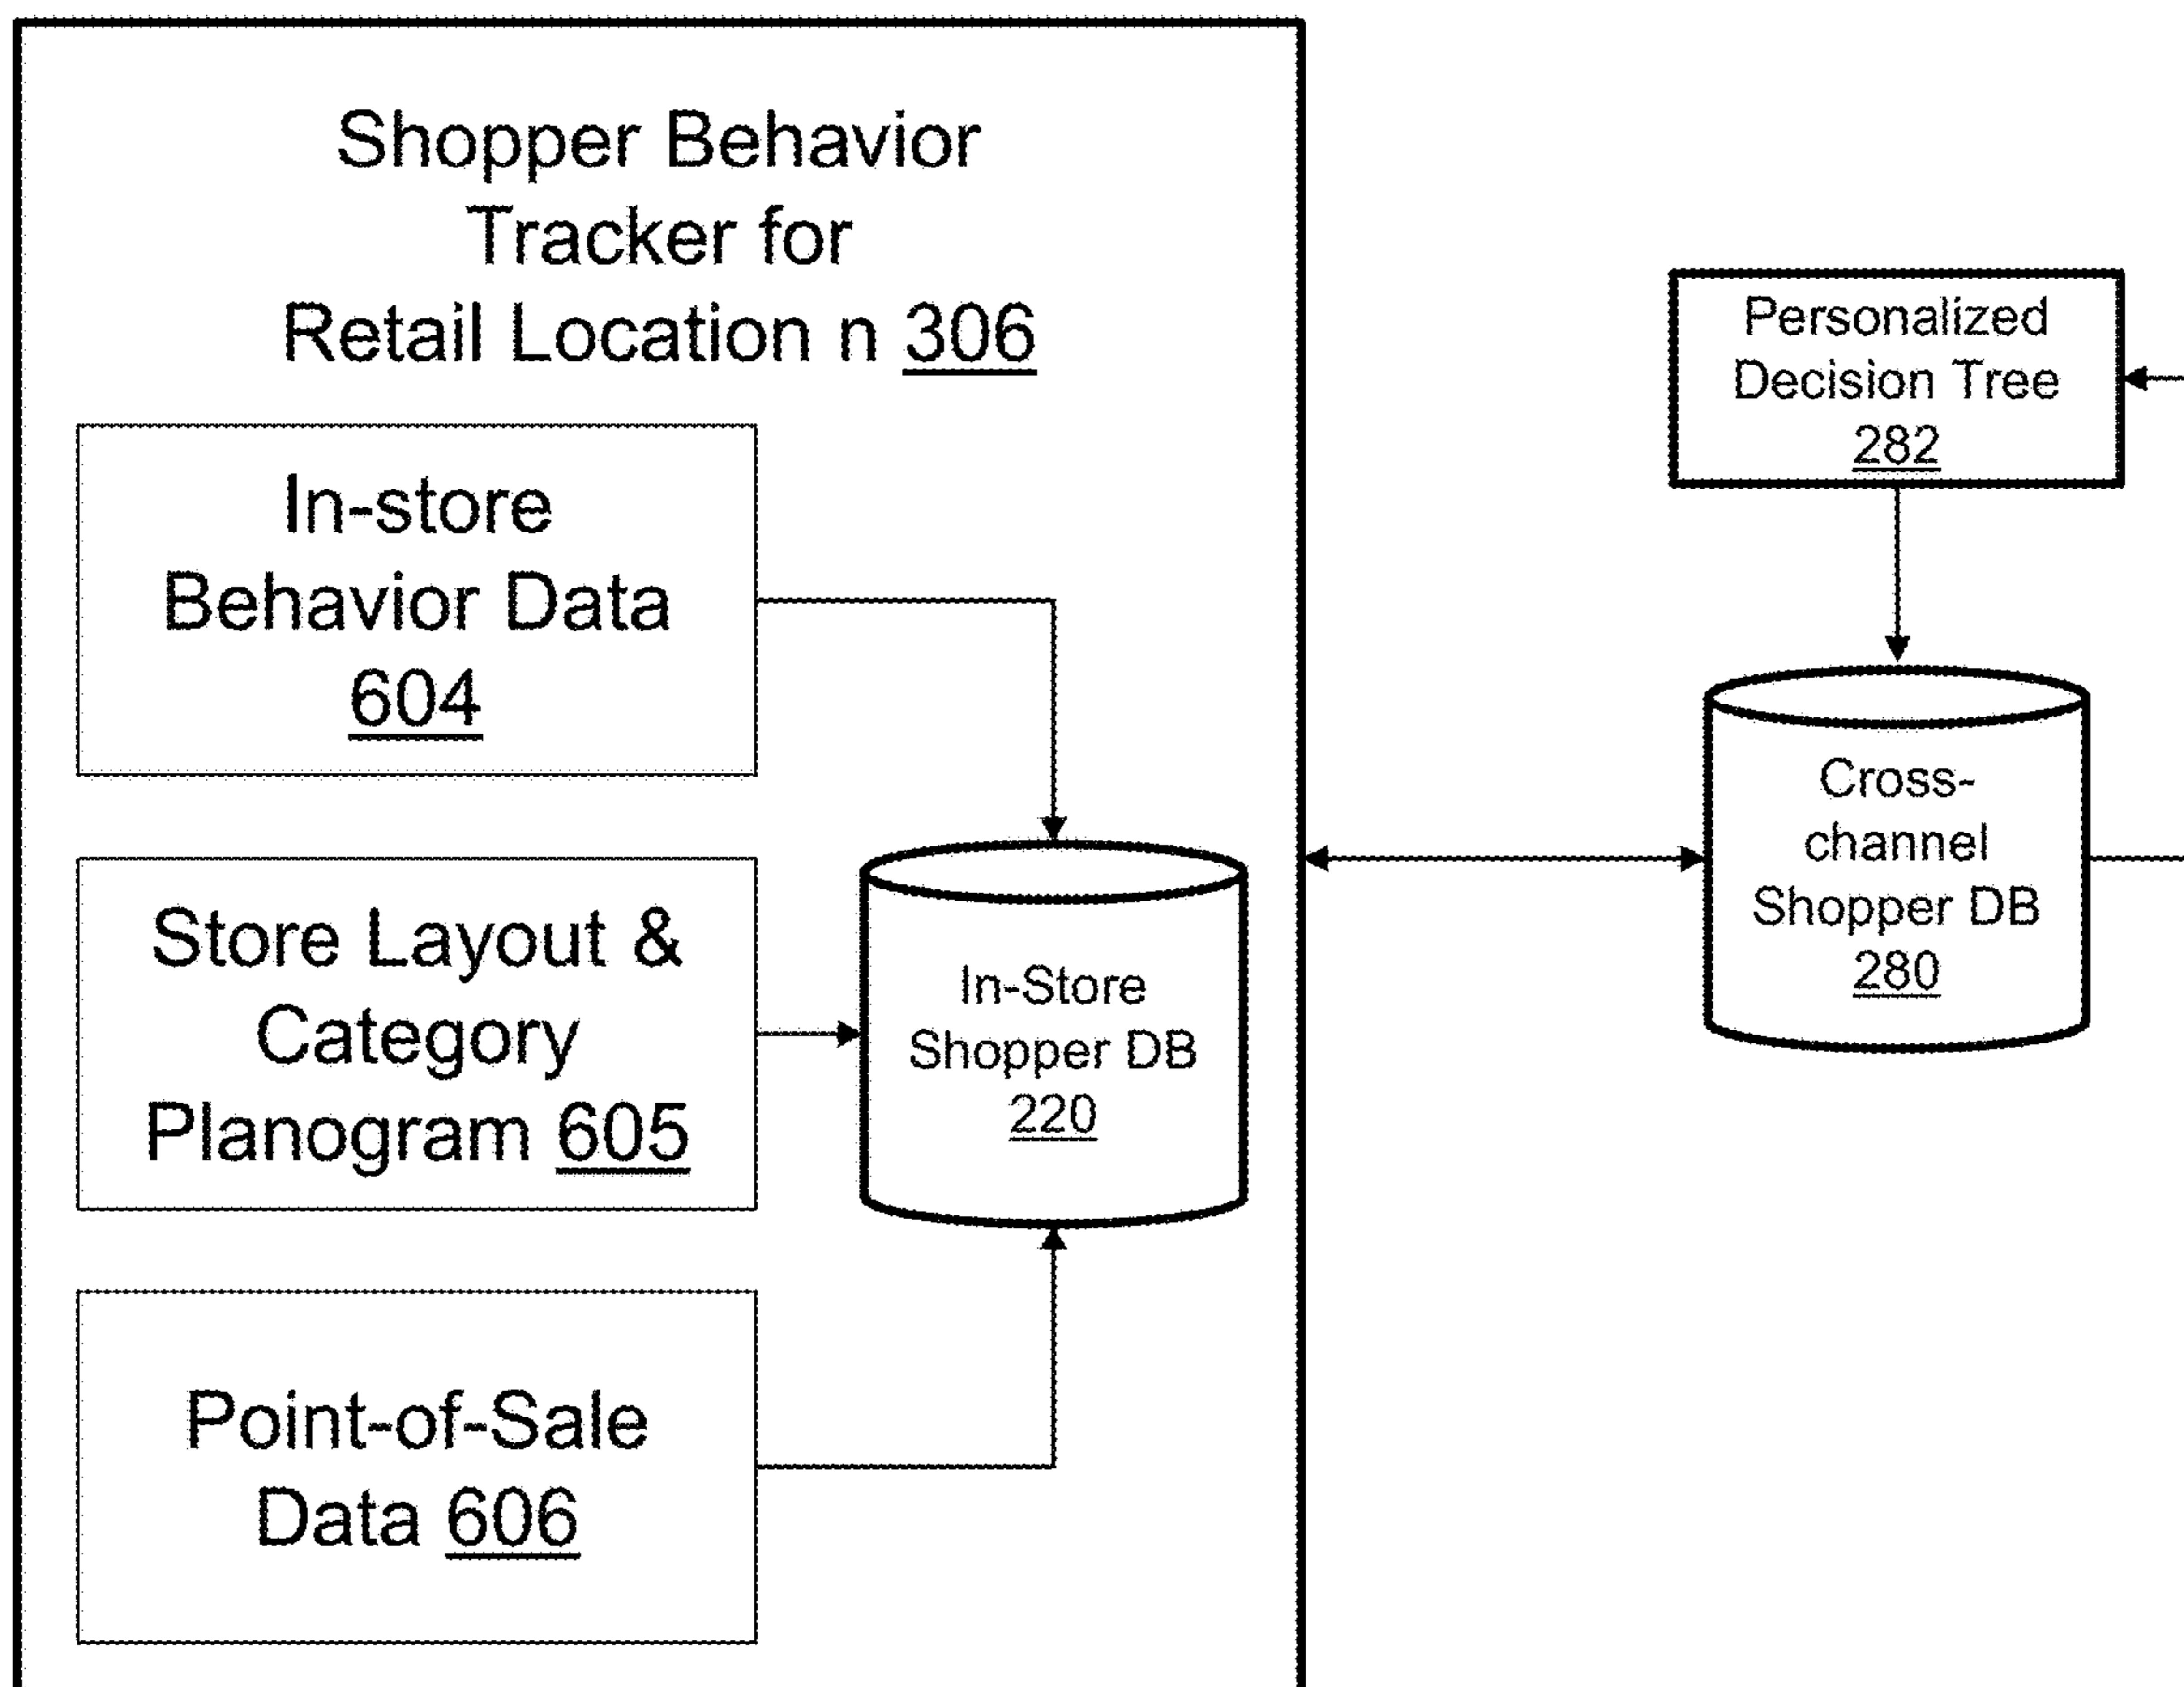 Shopper Behavior
Tracker for
Retail Location n 306
In-store
Behavior Data
604
Store Layout &
Category
Planogram 605
Point-of-Sale
Data 606
In-Store
Shopper DB
220
Personalized
Decision Tree
282
Cross-
channel
Shopper DB
280